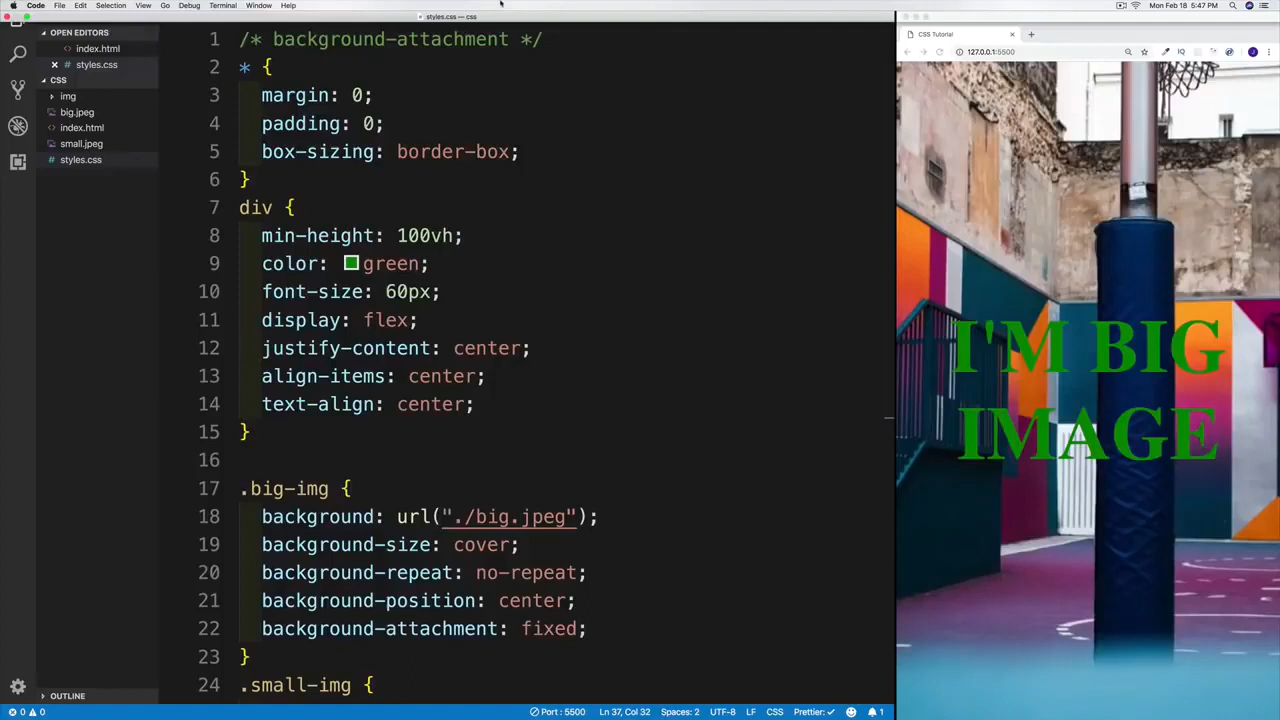 Code File Edit Selection View Go Debug Terminal Window Help
Mon Feb 18 5:47 PM
styles.css — css
OPEN EDITORS
index.html
styles.css
CSS
img
big.jpeg
index.html
small.jpeg
styles.css
OUTLINE
1 /* background-attachment */
2 * {
3 margin: 0;
4 padding: 0;
5 box-sizing: border-box;
6 }
7 div {
8 min-height: 100vh;
9 color: green;
10 font-size: 60px;
11 display: flex;
12 justify-content: center;
13 align-items: center;
14 text-align: center;
15 }
16
17 .big-img {
18 background: url("./big.jpeg");
19 background-size: cover;
20 background-repeat: no-repeat;
21 background-position: center;
22 background-attachment: fixed;
23 }
24 .small-img {
CSS Tutorial
127.0.0.1:5500
I'M BIG
IMAGE
0 0 Port : 5500 Ln 37, Col 32 Spaces: 2 UTF-8 LF CSS Prettier: ✓ 1